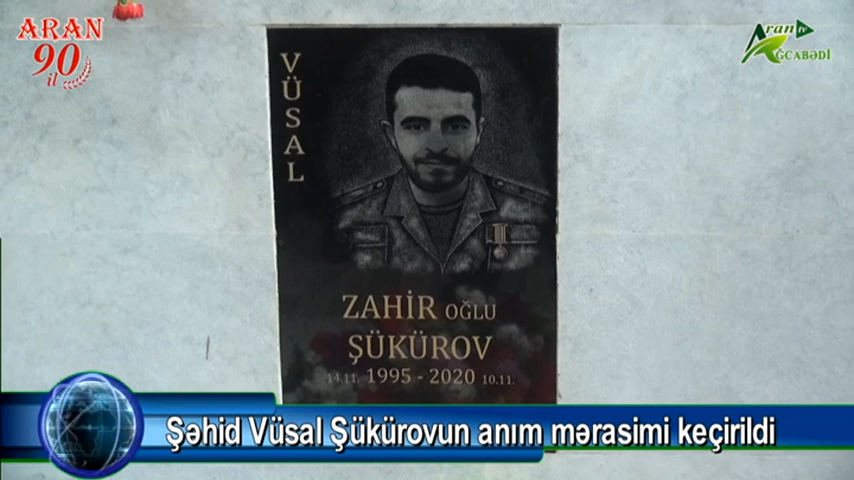 ARAN
90
il
Aran tv
AĞCABƏDİ
VÜSAL
ZAHİR OĞLU
ŞÜKÜROV
14.11. 1995 - 2020 10.11.
Şəhid Vüsal Şükürovun anım mərasimi keçirildi